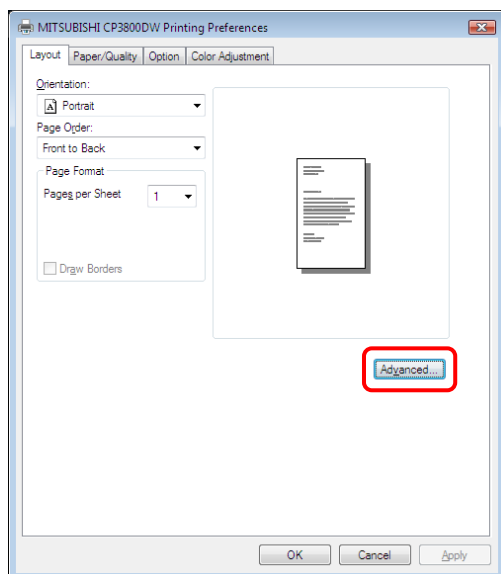 MITSUBISHI CP3800DW Printing Preferences
Layout Paper/Quality Option Color Adjustment
Orientation:
A Portrait
Page Order:
Front to Back
Page Format
Pages per Sheet 1
Draw Borders
Advanced...
OK Cancel Apply